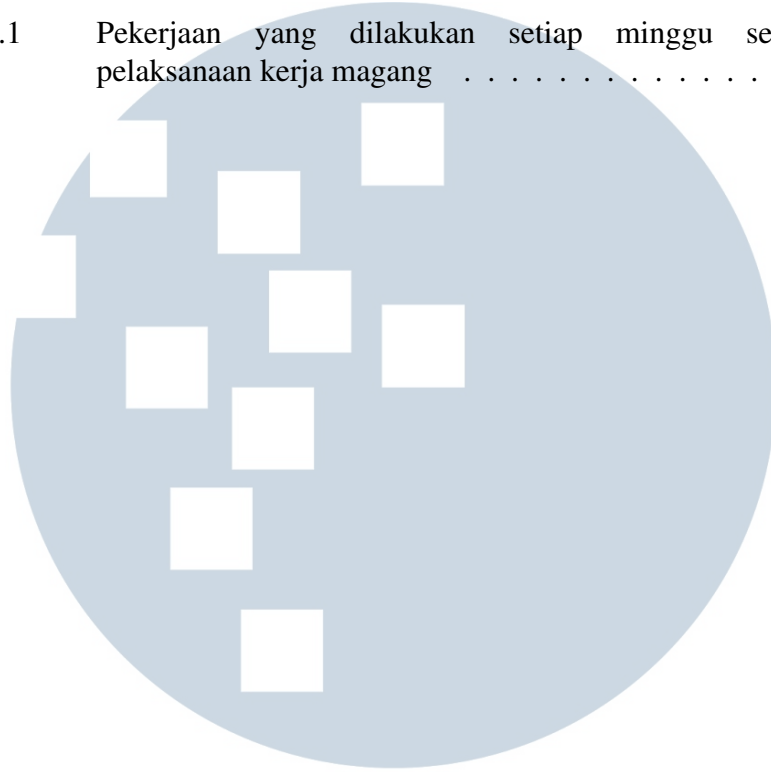 .1 Pekerjaan yang dilakukan setiap minggu se
pelaksanaan kerja magang . . . . . . . . . . . . .